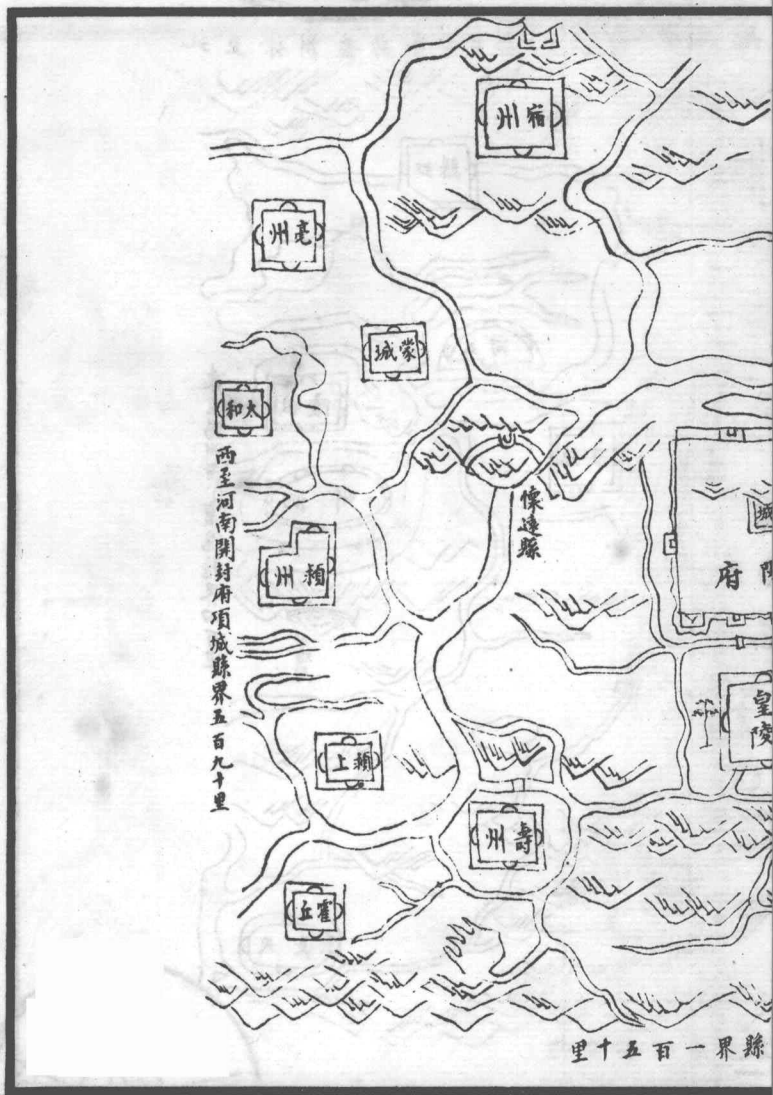 宿州
亳州
蒙城
太和
懷遠縣
西至河南開封府項城縣界五百九十里
潁州
城
府
皇陵
潁上
壽州
霍丘
縣界一百五十里